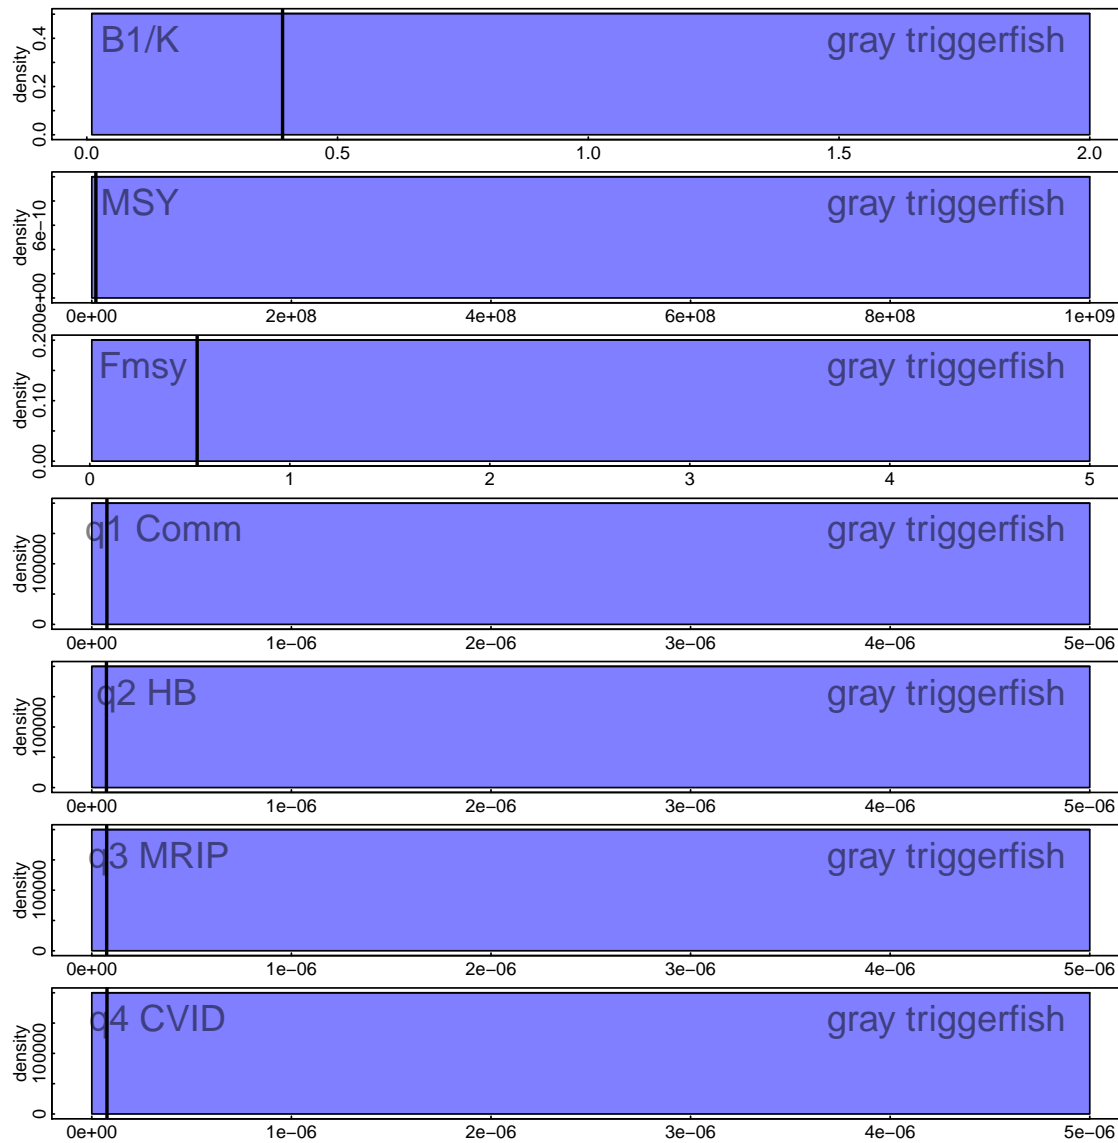 B1/K gray triggerfish
density
0.0 0.2 0.4
0.0 0.5 1.0 1.5 2.0
MSY gray triggerfish
density
0.00e+00 6e−10
0e+00 2e+08 4e+08 6e+08 8e+08 1e+09
Fmsy gray triggerfish
density
0.00 0.10 0.20
0 1 2 3 4 5
q1 Comm gray triggerfish
density
0 100000
0e+00 1e−06 2e−06 3e−06 4e−06 5e−06
q2 HB gray triggerfish
density
0 100000
0e+00 1e−06 2e−06 3e−06 4e−06 5e−06
q3 MRIP gray triggerfish
density
0 100000
0e+00 1e−06 2e−06 3e−06 4e−06 5e−06
q4 CVID gray triggerfish
density
0 100000
0e+00 1e−06 2e−06 3e−06 4e−06 5e−06